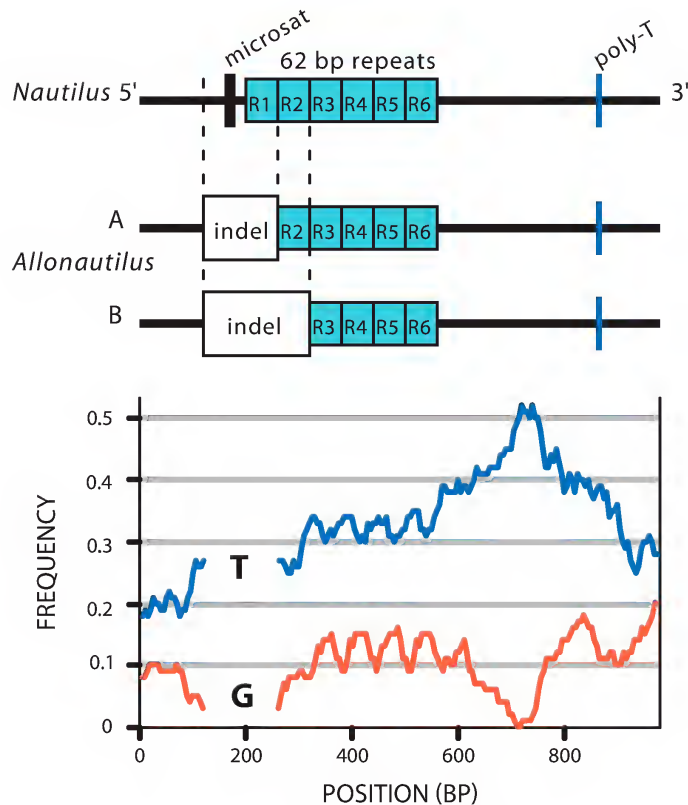 microsat
62 bp repeats
poly-T
Nautilus 5' R1 R2 R3 R4 R5 R6 3'
A indel R2 R3 R4 R5 R6
Allonautilus
B indel R3 R4 R5 R6
0.5
0.4
0.3
0.2
0.1
0
FREQUENCY
T
G
0 200 400 600 800
POSITION (BP)